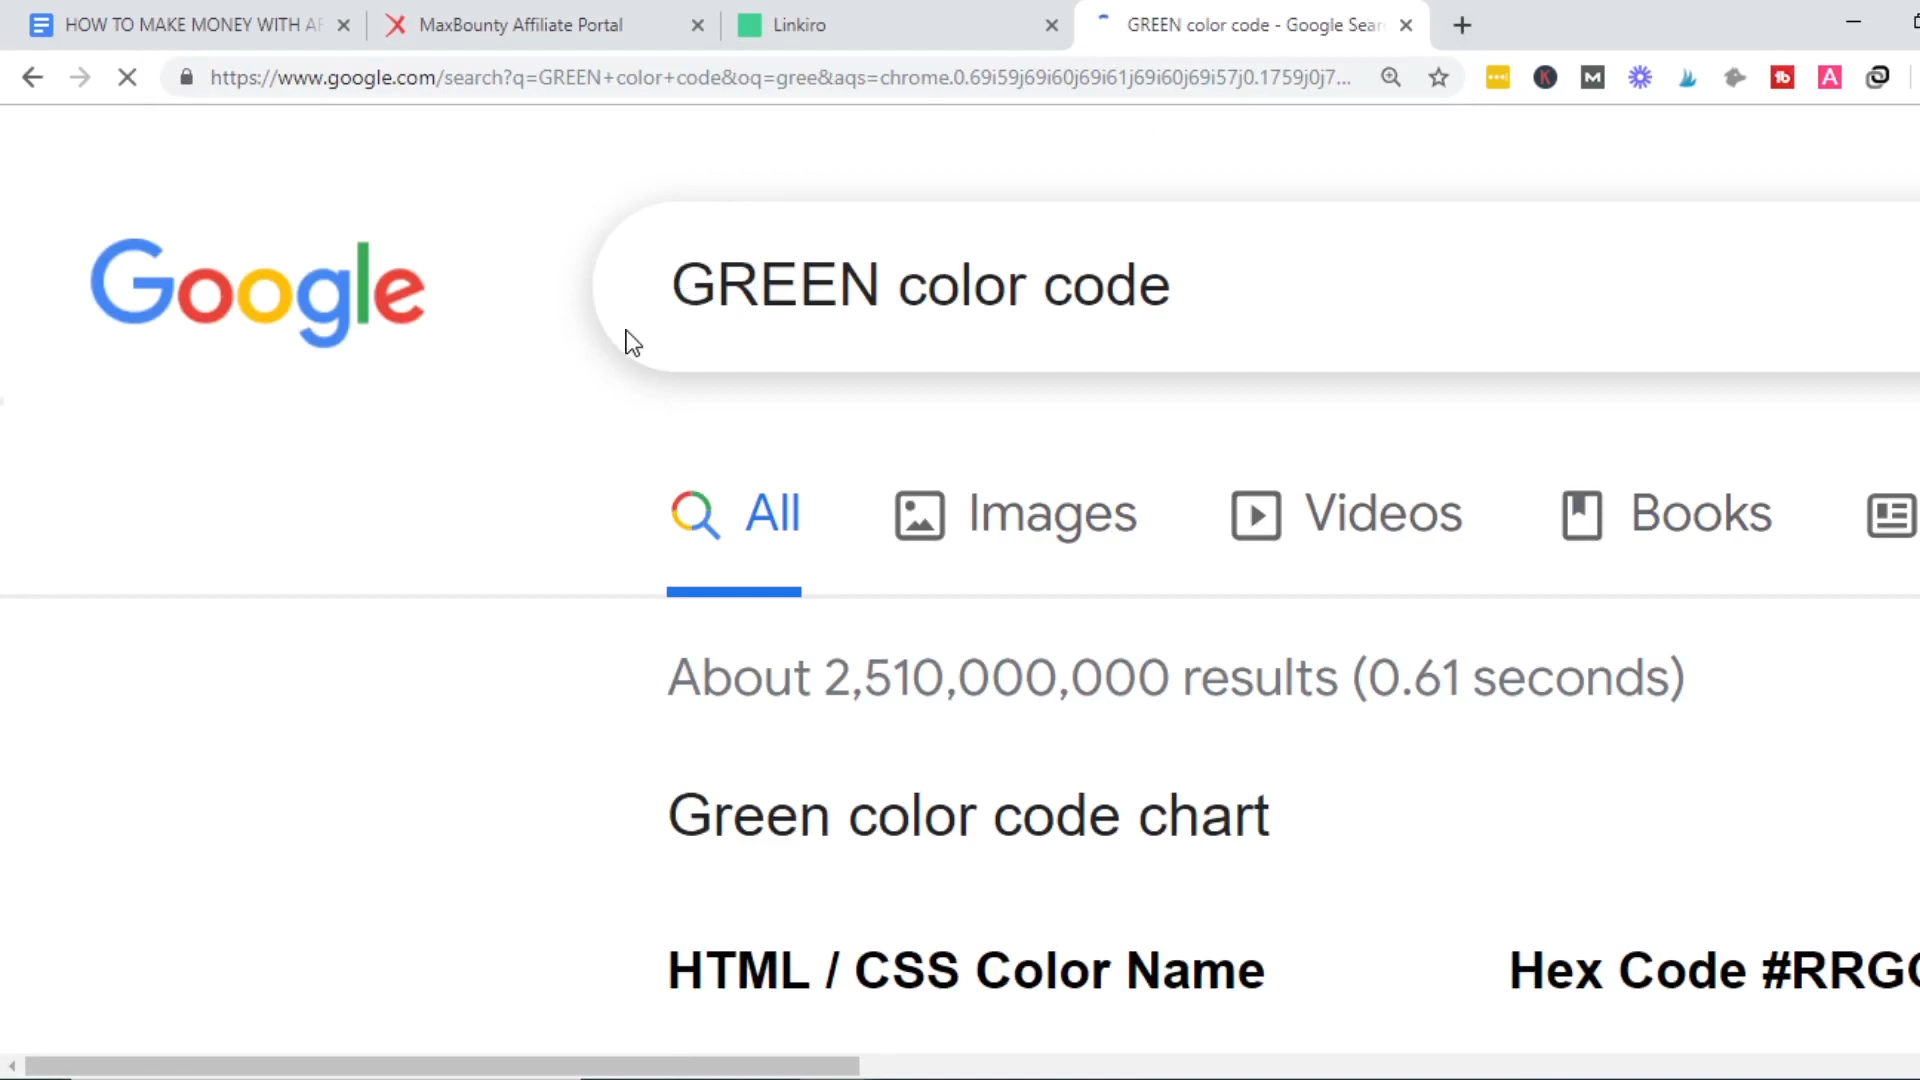 HOW TO MAKE MONEY WITH AF
MaxBounty Affiliate Portal
Linkiro
GREEN color code - Google Sear
https://www.google.com/search?q=GREEN+color+code&oq=gree&aqs=chrome.0.69i59j69i60j69i61j69i60j69i57j0.1759j0j7...
Google
GREEN color code
All
Images
Videos
Books
About 2,510,000,000 results (0.61 seconds)
Green color code chart
HTML / CSS Color Name
Hex Code #RRGG